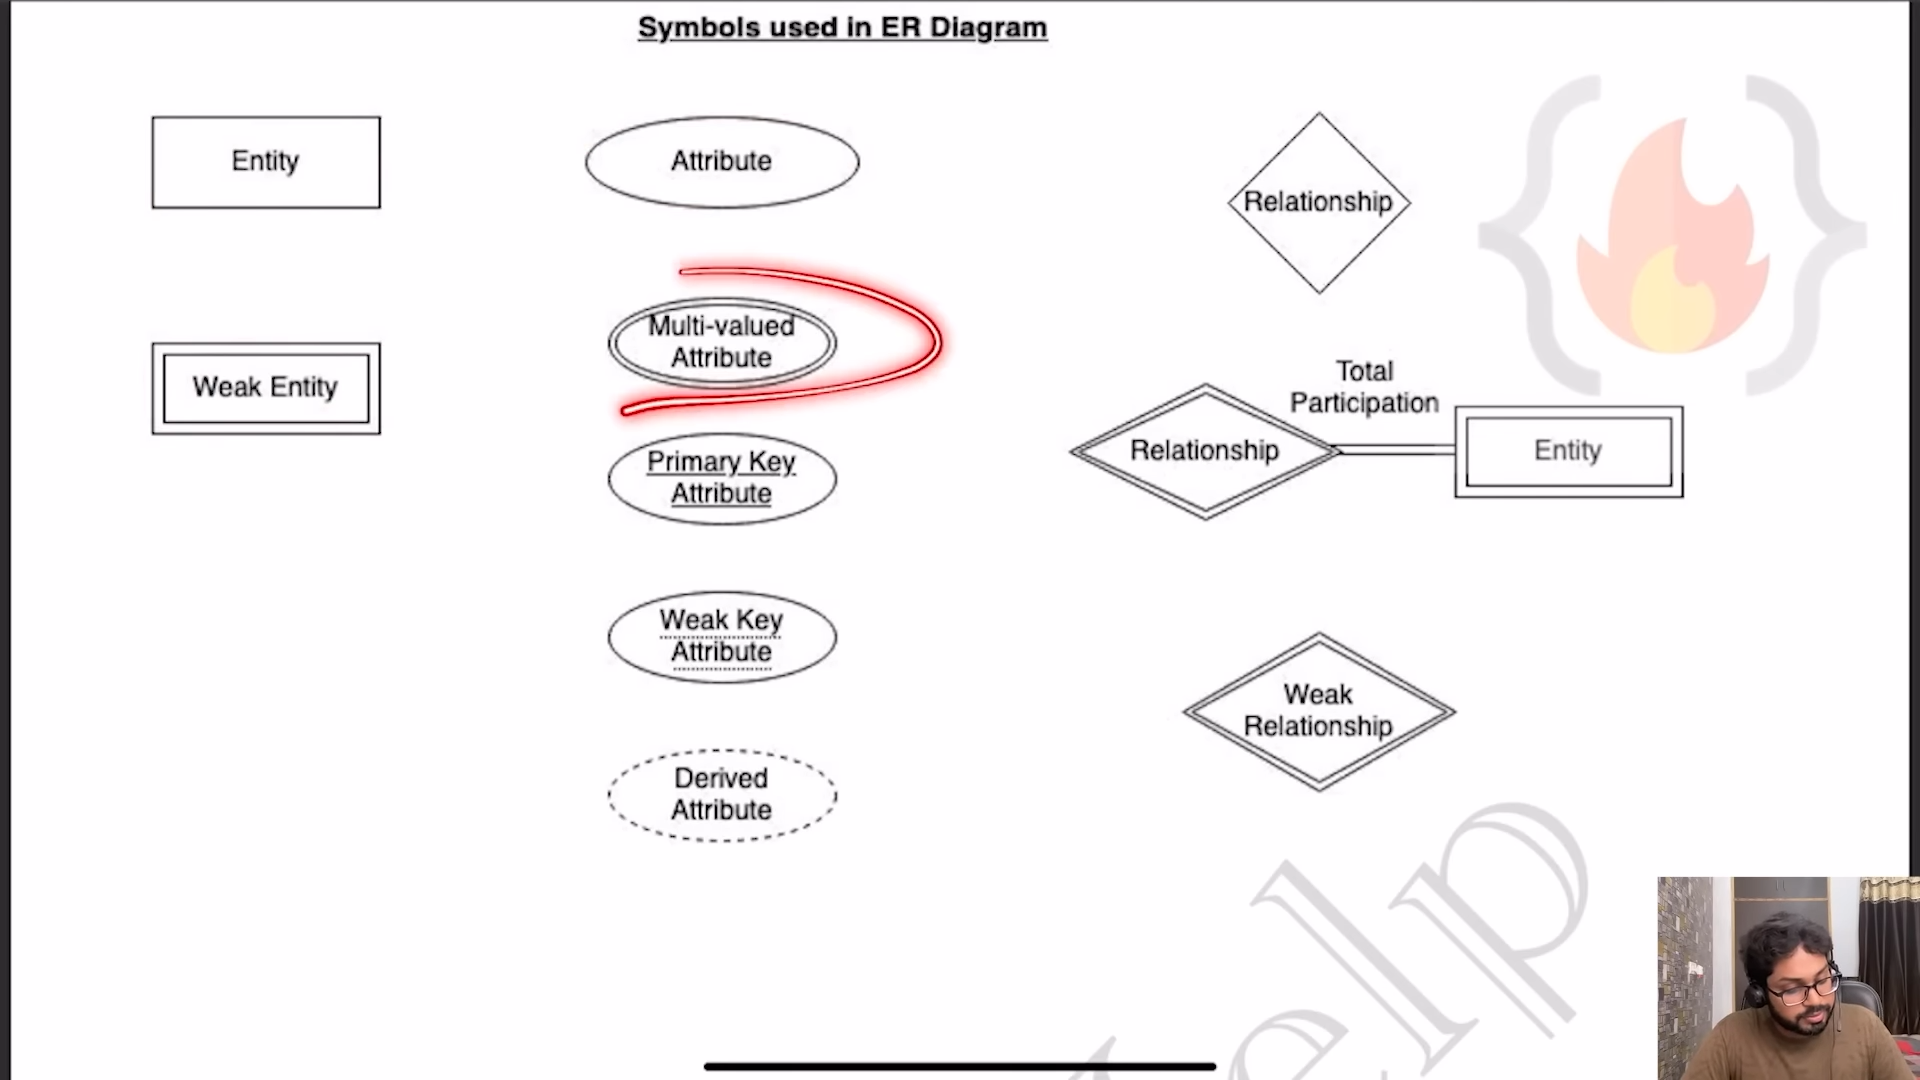 Symbols used in ER Diagram
Entity
Attribute
Relationship
Multi-valued
Attribute
Weak Entity
Total
Participation
Relationship
Entity
Primary Key
Attribute
Weak Key
Attribute
Weak
Relationship
Derived
Attribute
elp